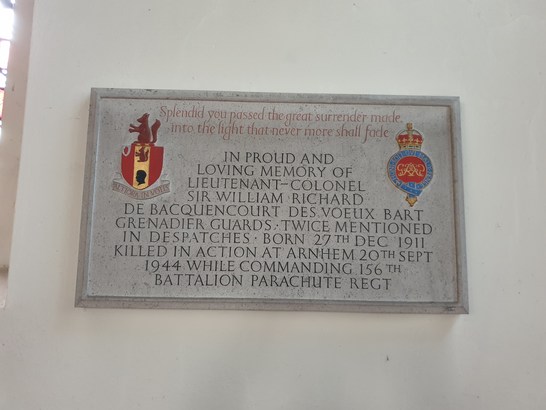 Splendid you passed the great surrender made,
into the light that never more shall fade
IN PROUD AND
LOVING MEMORY OF
LIEUTENANT-COLONEL
SIR WILLIAM RICHARD
DE BACQUENCOURT DES VOEUX BART
GRENADIER GUARDS · TWICE MENTIONED
IN DESPATCHES · BORN 27TH DEC 1911
KILLED IN ACTION AT ARNHEM 20TH SEPT
1944 WHILE COMMANDING 156TH
BATTALION PARACHUTE REGT